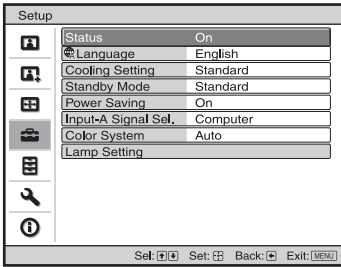 Setup
Status On
Language English
Cooling Setting Standard
Standby Mode Standard
Power Saving On
Input-A Signal Sel. Computer
Color System Auto
Lamp Setting
Sel: Set: Back: Exit: MENU